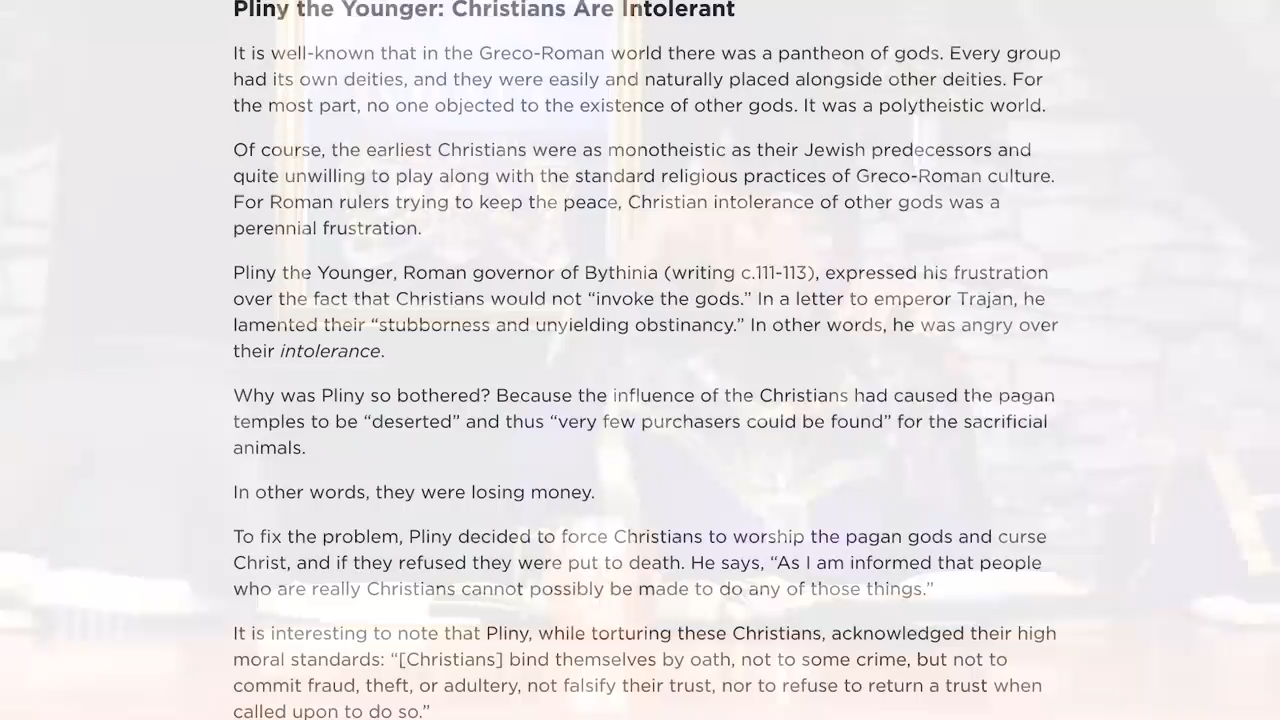 Pliny the Younger: Christians Are Intolerant
It is well-known that in the Greco-Roman world there was a pantheon of gods. Every group
had its own deities, and they were easily and naturally placed alongside other deities. For
the most part, no one objected to the existence of other gods. It was a polytheistic world.
Of course, the earliest Christians were as monotheistic as their Jewish predecessors and
quite unwilling to play along with the standard religious practices of Greco-Roman culture.
For Roman rulers trying to keep the peace, Christian intolerance of other gods was a
perennial frustration.
Pliny the Younger, Roman governor of Bythinia (writing c.111-113), expressed his frustration
over the fact that Christians would not “invoke the gods.” In a letter to emperor Trajan, he
lamented their “stubborness and unyielding obstinancy.” In other words, he was angry over
their intolerance.
Why was Pliny so bothered? Because the influence of the Christians had caused the pagan
temples to be “deserted” and thus “very few purchasers could be found” for the sacrificial
animals.
In other words, they were losing money.
To fix the problem, Pliny decided to force Christians to worship the pagan gods and curse
Christ, and if they refused they were put to death. He says, “As I am informed that people
who are really Christians cannot possibly be made to do any of those things.”
It is interesting to note that Pliny, while torturing these Christians, acknowledged their high
moral standards: “[Christians] bind themselves by oath, not to some crime, but not to
commit fraud, theft, or adultery, not falsify their trust, nor to refuse to return a trust when
called upon to do so.”